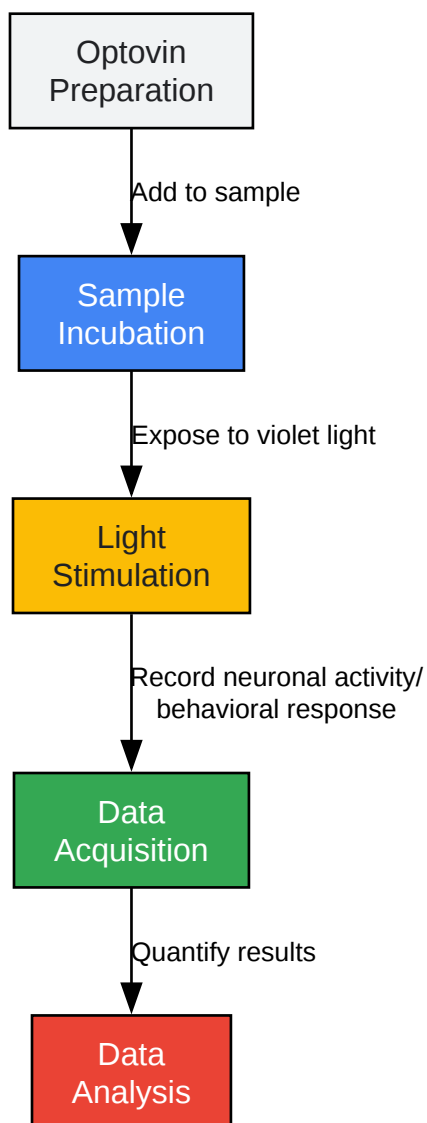 Optovin
Preparation
Add to sample
Sample
Incubation
Expose to violet light
Light
Stimulation
Record neuronal activity/
behavioral response
Data
Acquisition
Quantify results
Data
Analysis